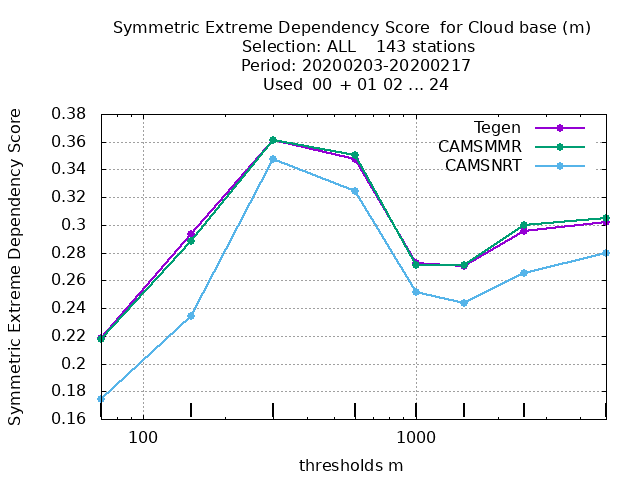 Symmetric Extreme Dependency Score for Cloud base (m)
Selection: ALL 143 stations
Period: 20200203-20200217
Used 00 + 01 02 ... 24
Symmetric Extreme Dependency Score
0.38
0.36
0.34
0.32
0.3
0.28
0.26
0.24
0.22
0.2
0.18
0.16
Tegen
CAMSMMR
CAMSNRT
100
1000
thresholds m